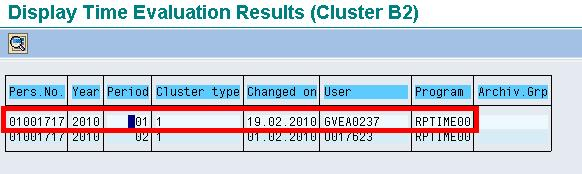 Display Time Evaluation Results (Cluster B2)
Pers.No. Year Period Cluster type Changed on User Program Archiv.Grp
01001717 2010 01 1 19.02.2010 GVEA0237 RPTIME00
01001717 2010 02 1 01.02.2010 U017623 RPTIME00